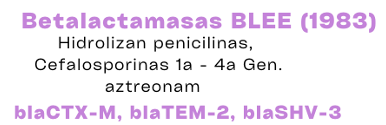 Betalactamasas BLEE (1983)
Hidrolizan penicilinas,
Cefalosporinas 1a - 4a Gen.
aztreonam
blaCTX-M, blaTEM-2, blaSHV-3